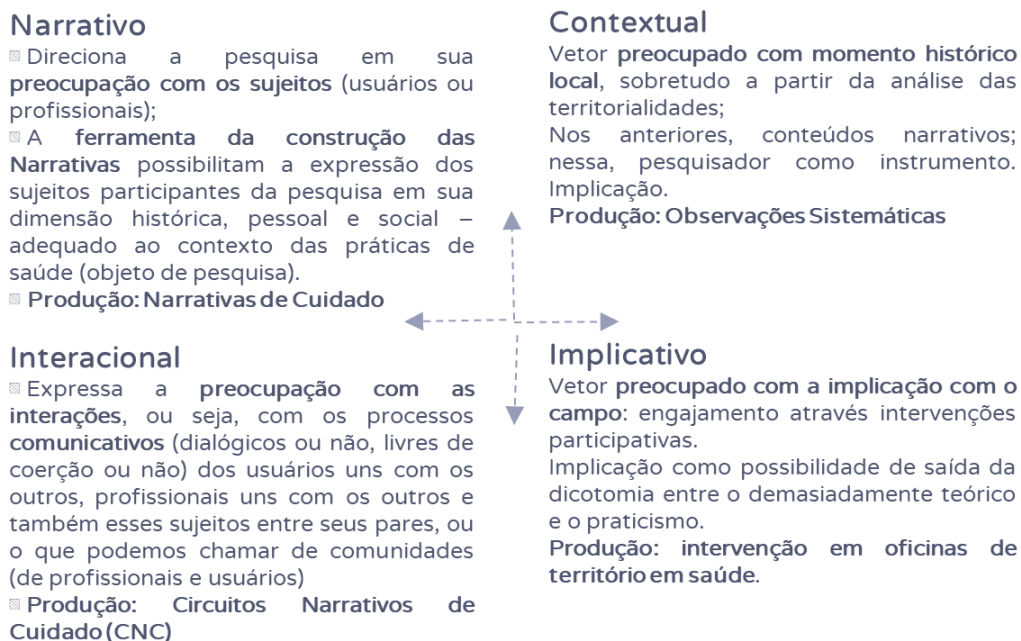 Narrativo
Direciona a pesquisa em sua
preocupação com os sujeitos (usuários ou
profissionais);
A ferramenta da construção das
Narrativas possibilitam a expressão dos
sujeitos participantes da pesquisa em sua
dimensão histórica, pessoal e social –
adequado ao contexto das práticas de
saúde (objeto de pesquisa).
Produção: Narrativas de Cuidado
Contextual
Vetor preocupado com momento histórico
local, sobretudo a partir da análise das
territorialidades;
Nos anteriores, conteúdos narrativos;
nessa, pesquisador como instrumento.
Implicação.
Produção: Observações Sistemáticas
Interacional
Expressa a preocupação com as
interações, ou seja, com os processos
comunicativos (dialógicos ou não, livres de
coerção ou não) dos usuários uns com os
outros, profissionais uns com os outros e
também esses sujeitos entre seus pares, ou
o que podemos chamar de comunidades
(de profissionais e usuários)
Produção: Circuitos Narrativos de
Cuidado (CNC)
Implicativo
Vetor preocupado com a implicação com o
campo: engajamento através intervenções
participativas.
Implicação como possibilidade de saída da
dicotomia entre o demasiadamente teórico
e o praticismo.
Produção: intervenção em oficinas de
território em saúde.